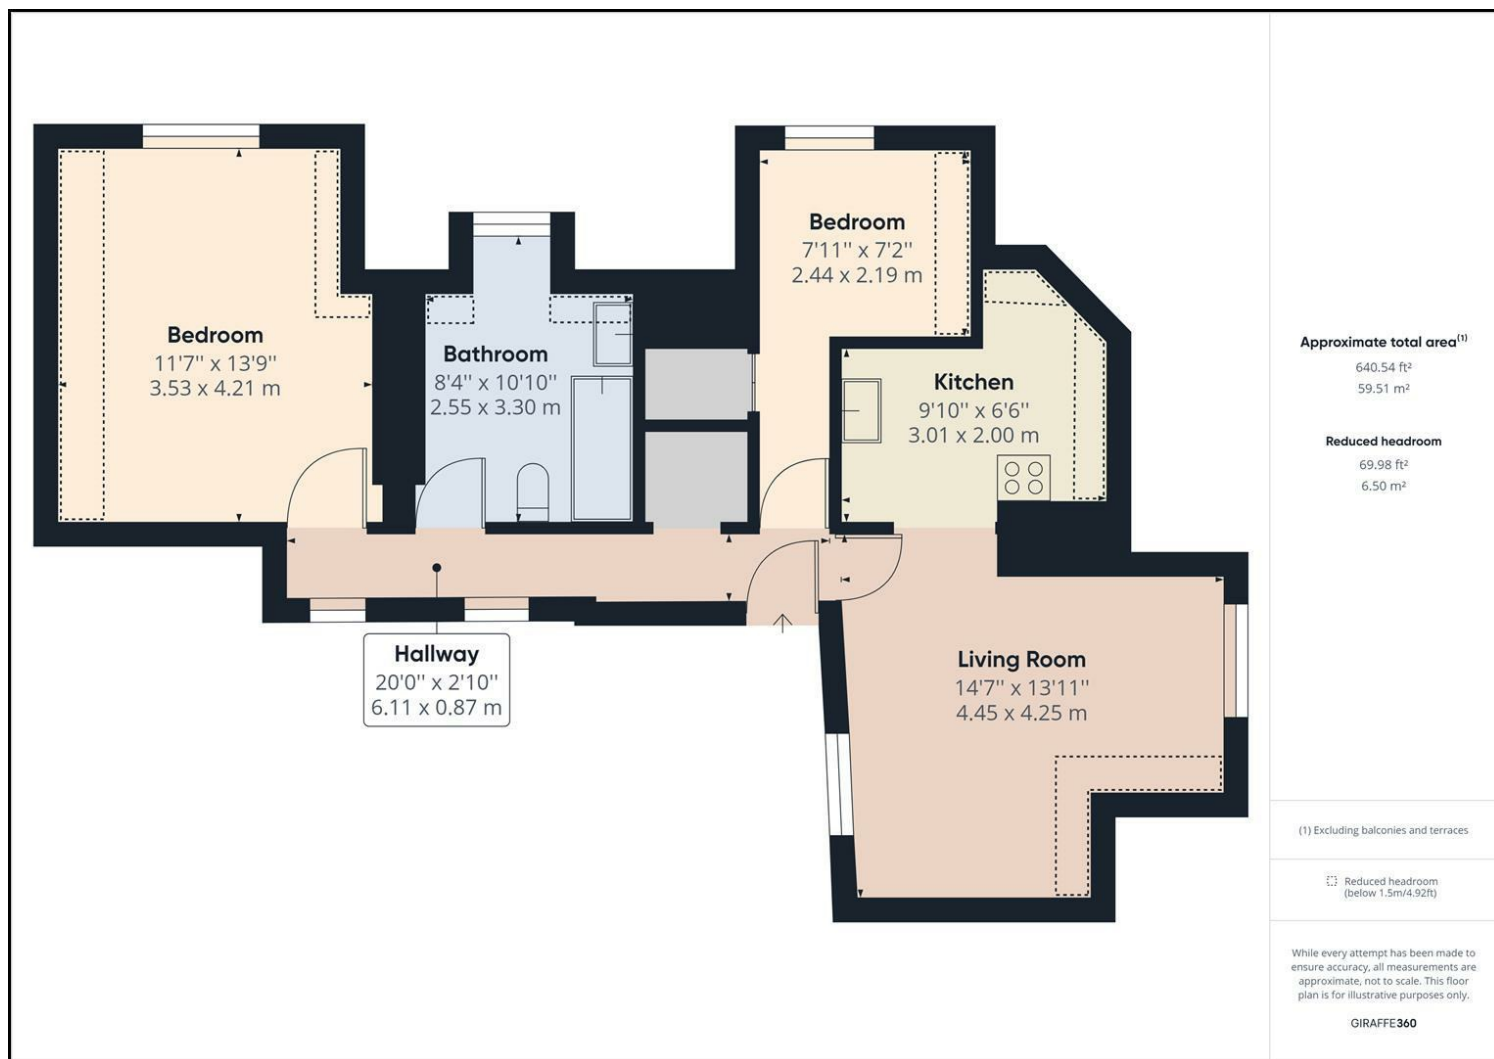 Bedroom
11'7" x 13'9"
3.53 x 4.21 m
Bathroom
8'4" x 10'10"
2.55 x 3.30 m
Bedroom
7'11" x 7'2"
2.44 x 2.19 m
Kitchen
9'10" x 6'6"
3.01 x 2.00 m
Hallway
20'0" x 2'10"
6.11 x 0.87 m
Living Room
14'7" x 13'11"
4.45 x 4.25 m
Approximate total area(1)
640.54 ft²
59.51 m²
Reduced headroom
69.98 ft²
6.50 m²
(1) Excluding balconies and terraces
Reduced headroom
(below 1.5m/4.92ft)
While every attempt has been made to
ensure accuracy, all measurements are
approximate, not to scale. This floor
plan is for illustrative purposes only.
GIRAFFE360